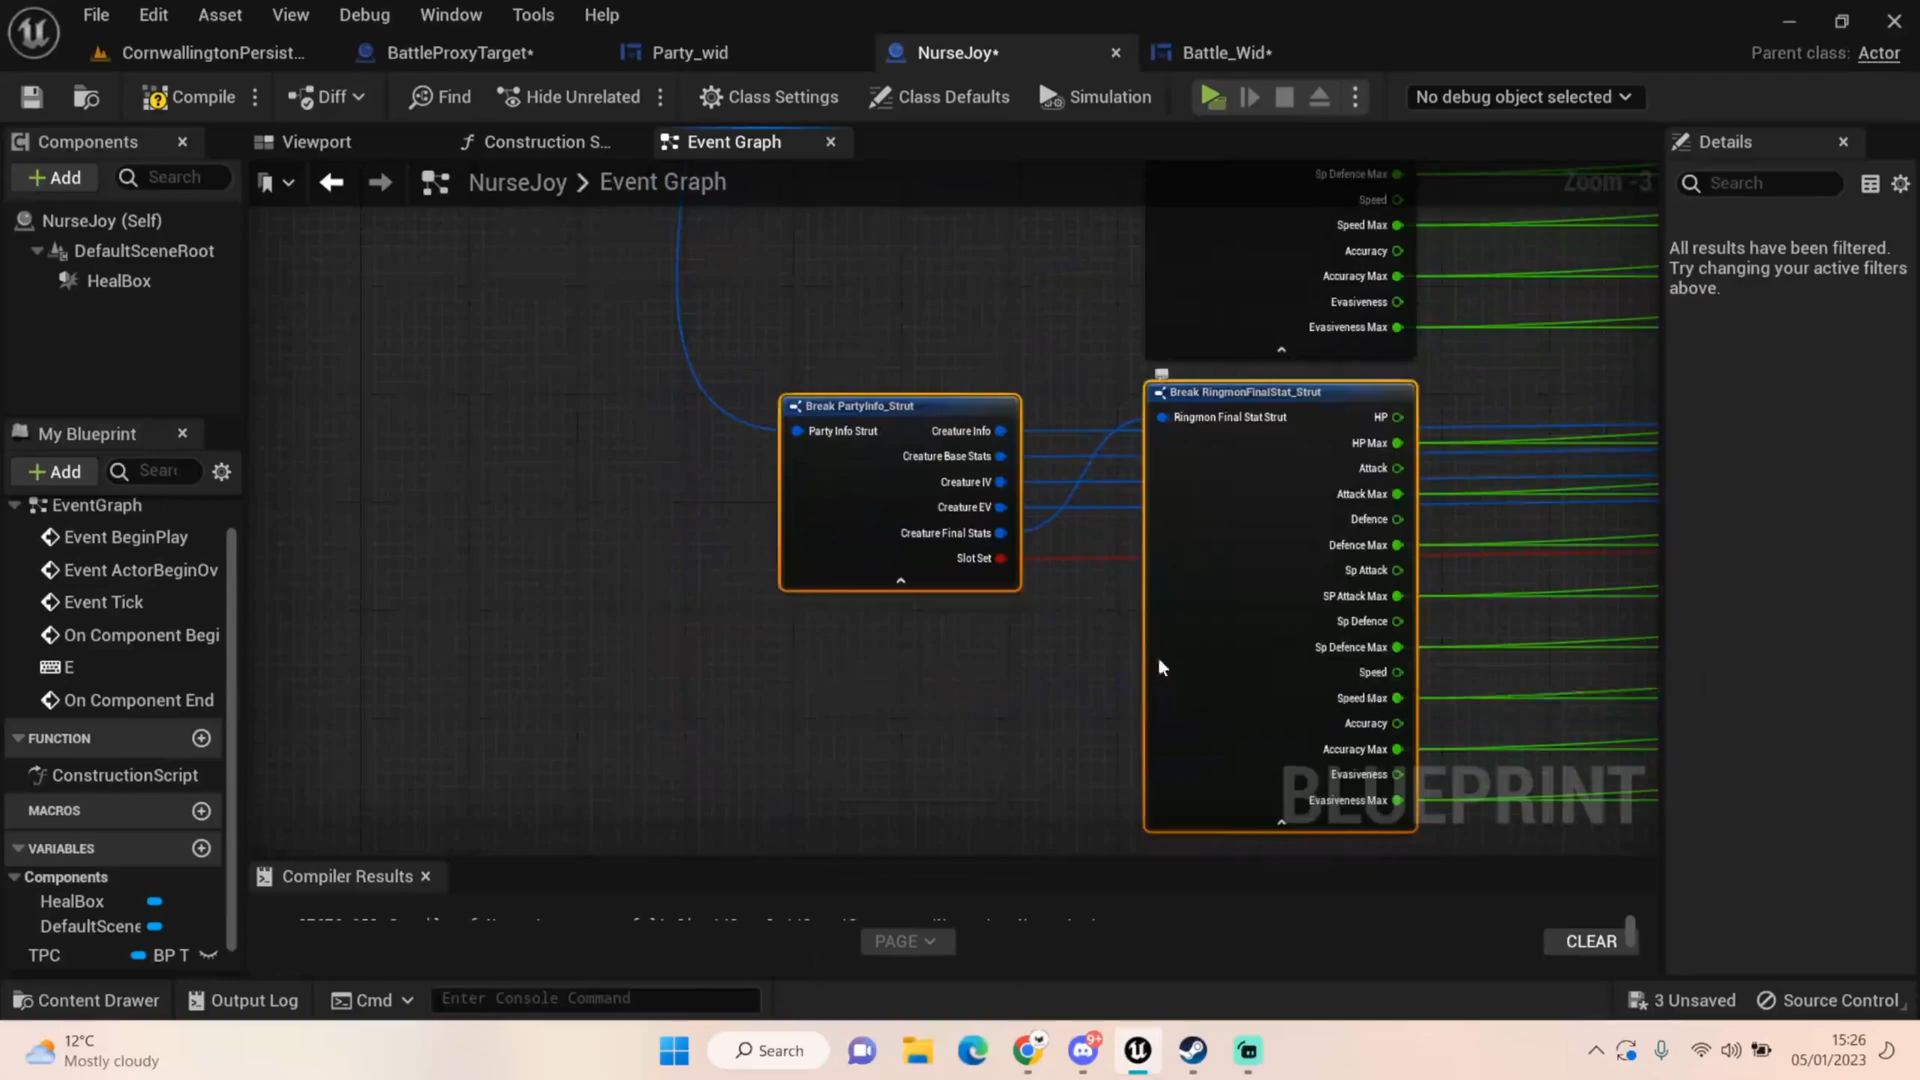 File Edit Asset View Debug Window Tools Help
CornwallingtonPersist... BattleProxyTarget* Party_wid NurseJoy* Battle_Wid* Parent class: Actor
Compile Diff Find Hide Unrelated Class Settings Class Defaults Simulation No debug object selected
Components Viewport Construction S... Event Graph Details
Add Search NurseJoy > Event Graph Zoom -3 Search
NurseJoy (Self)
DefaultSceneRoot
HealBox
All results have been filtered.
Try changing your active filters
above.
My Blueprint
Add Sear
EventGraph
Event BeginPlay
Event ActorBeginOv
Event Tick
On Component Begi
E
On Component End
FUNCTION
ConstructionScript
MACROS
VARIABLES
Components
HealBox
DefaultScene
TPC BP T
Sp Defence Max
Speed
Speed Max
Accuracy
Accuracy Max
Evasiveness
Evasiveness Max
Break PartyInfo_Strut
Party Info Strut Creature Info
Creature Base Stats
Creature IV
Creature EV
Creature Final Stats
Slot Set
Break RingmonFinalStat_Strut
Ringmon Final Stat Strut HP
HP Max
Attack
Attack Max
Defence
Defence Max
Sp Attack
SP Attack Max
Sp Defence
Sp Defence Max
Speed
Speed Max
Accuracy
Accuracy Max
Evasiveness
Evasiveness Max
BLUEPRINT
Compiler Results
PAGE CLEAR
Content Drawer Output Log Cmd Enter Console Command 3 Unsaved Source Control
12°C
Mostly cloudy
Search
9+
15:26
05/01/2023